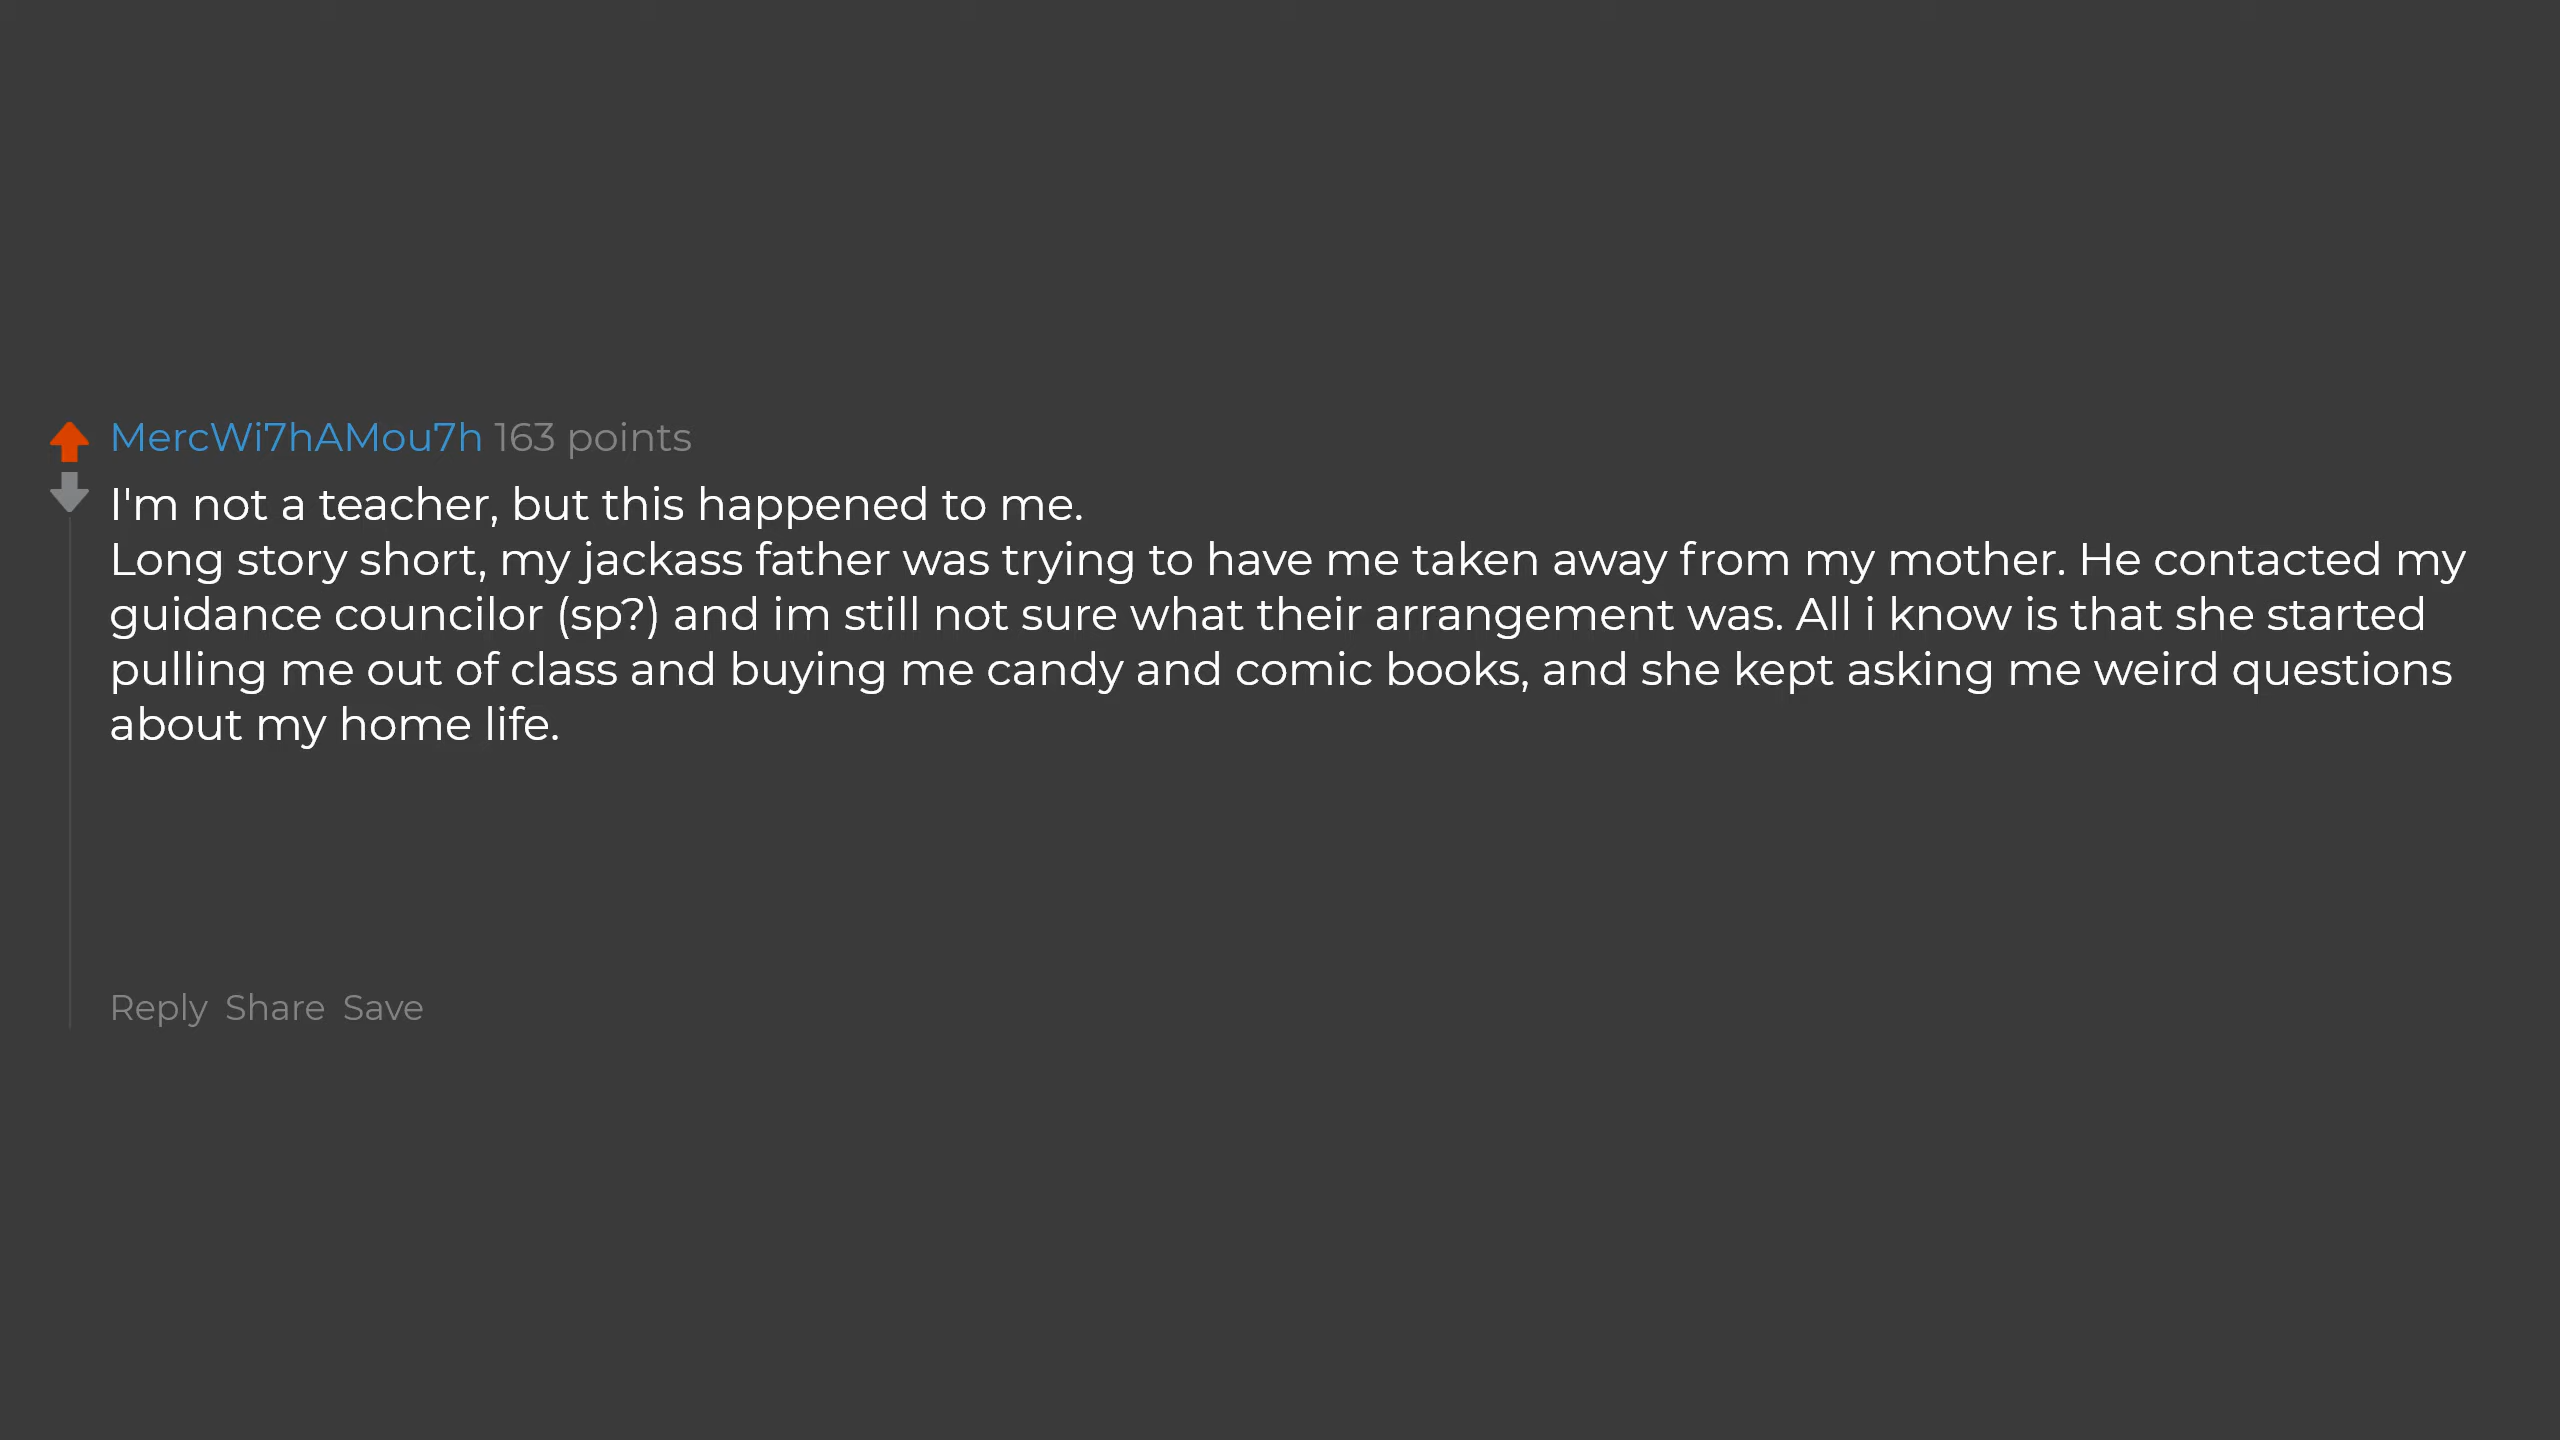 MercWi7hAMou7h 163 points
I'm not a teacher, but this happened to me.
Long story short, my jackass father was trying to have me taken away from my mother. He contacted my
guidance councilor (sp?) and im still not sure what their arrangement was. All i know is that she started
pulling me out of class and buying me candy and comic books, and she kept asking me weird questions
about my home life.
Reply Share Save